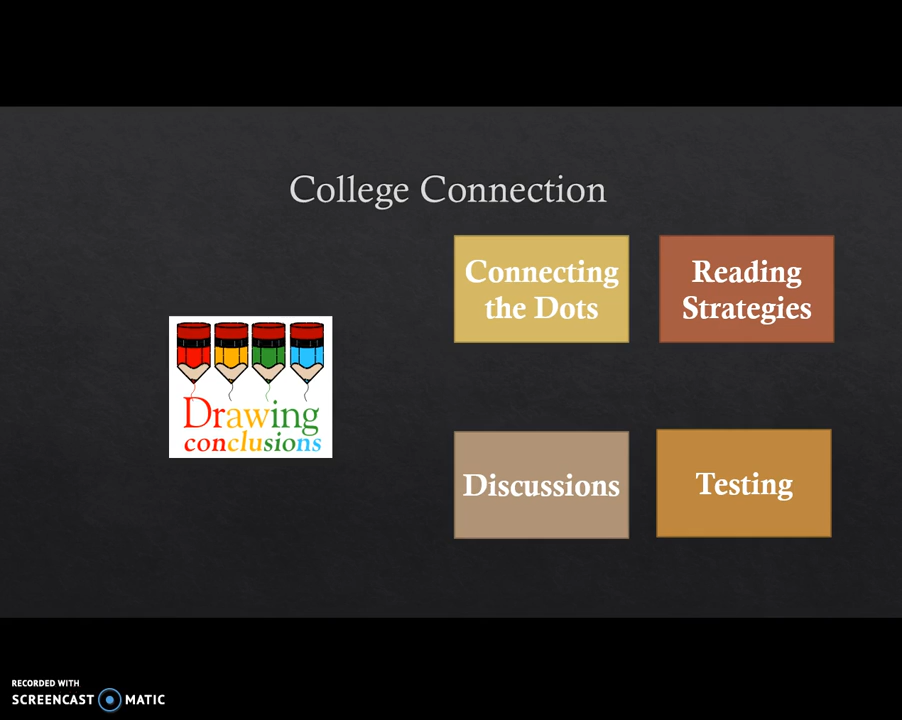 College Connection
Connecting
the Dots
Reading
Strategies
Drawing
conclusions
Discussions
Testing
RECORDED WITH
SCREENCAST MATIC